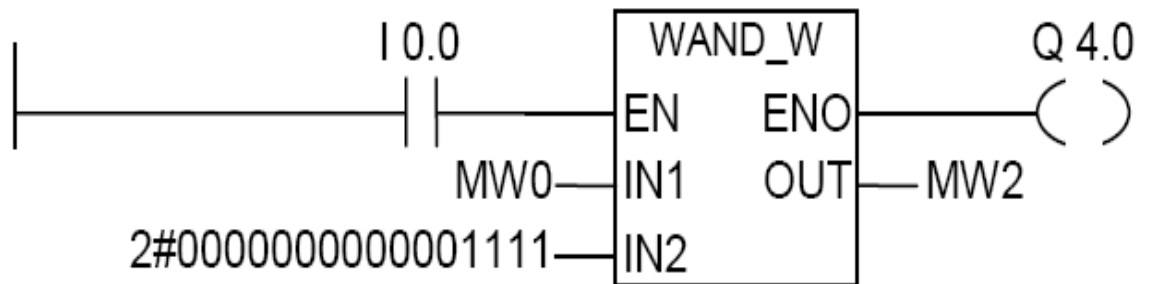 I 0.0 WAND_W Q 4.0
EN ENO
MW0 IN1 OUT MW2
2#0000000000001111 IN2